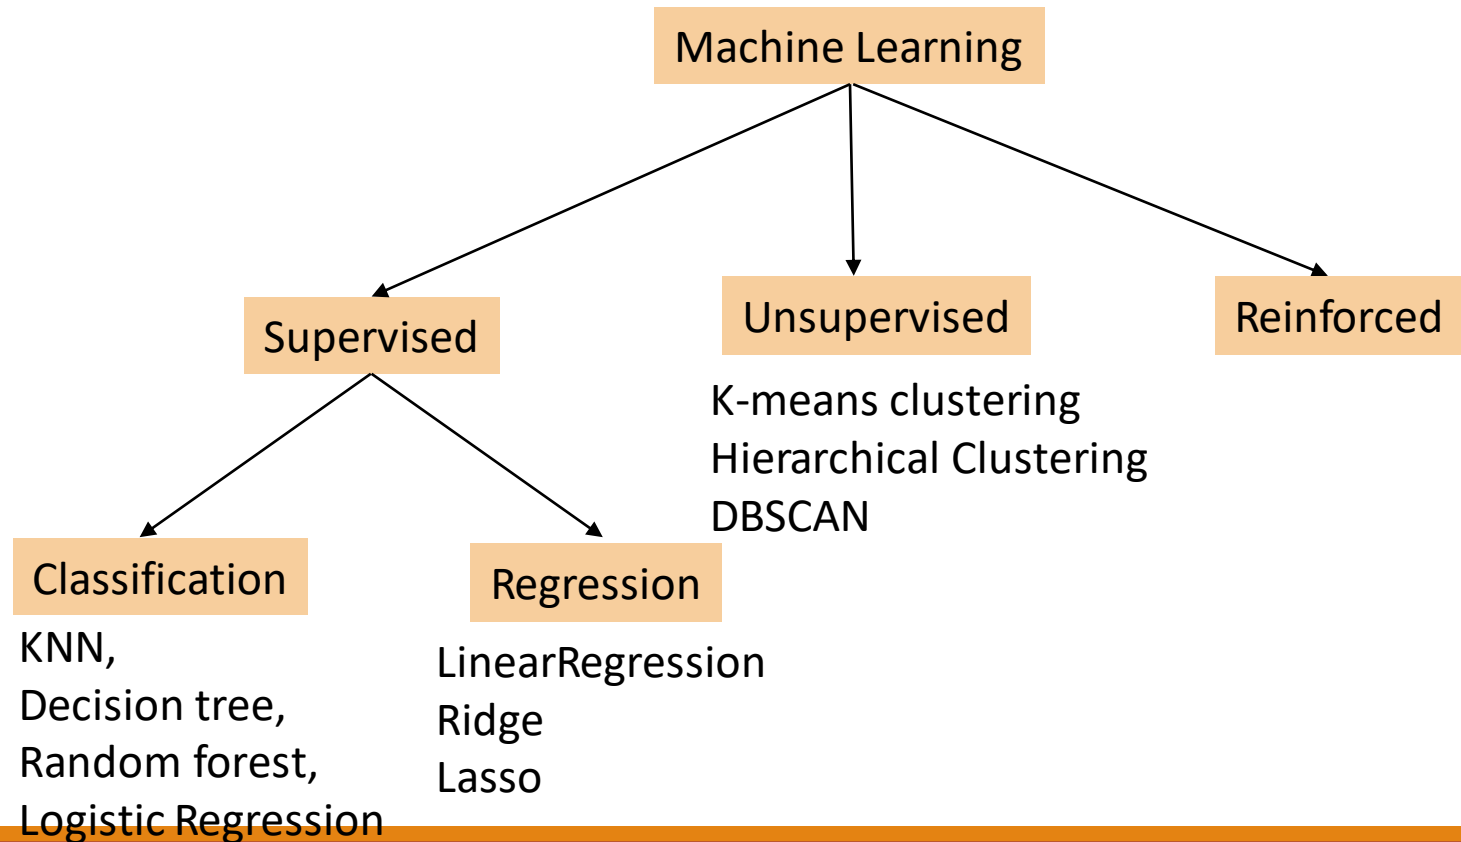 Machine Learning
Supervised
Unsupervised
Reinforced
K-means clustering
Hierarchical Clustering
DBSCAN
Classification
KNN,
Decision tree,
Random forest,
Logistic Regression
Regression
LinearRegression
Ridge
Lasso